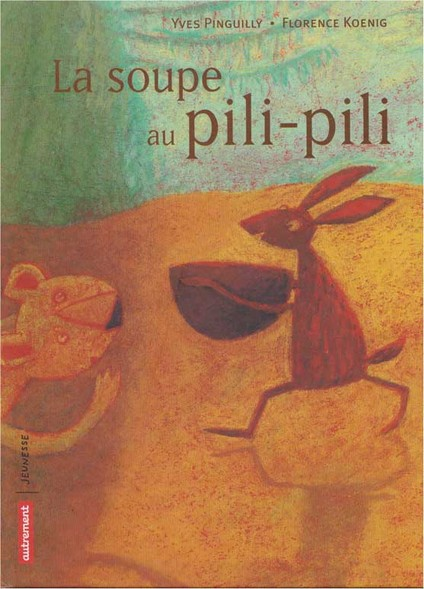 YVES PINGUILLY • FLORENCE KOENIG
La soupe
au pili-pili
JEUNESSE
autrement